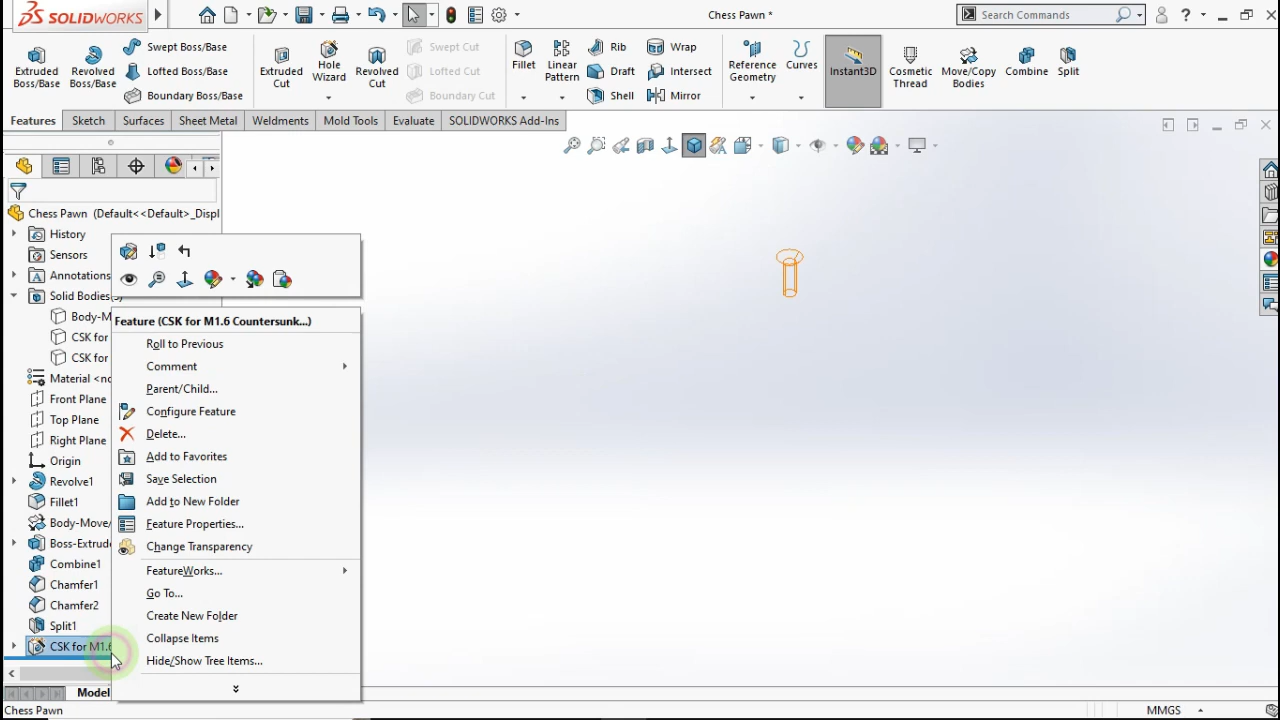 SOLIDWORKS
Chess Pawn *
Search Commands
?
Extruded Boss/Base
Revolved Boss/Base
Swept Boss/Base
Lofted Boss/Base
Boundary Boss/Base
Extruded Cut
Hole Wizard
Revolved Cut
Swept Cut
Lofted Cut
Boundary Cut
Fillet
Linear Pattern
Rib
Draft
Shell
Wrap
Intersect
Mirror
Reference Geometry
Curves
Instant3D
Cosmetic Thread
Move/Copy Bodies
Combine
Split
Features
Sketch
Surfaces
Sheet Metal
Weldments
Mold Tools
Evaluate
SOLIDWORKS Add-Ins
Chess Pawn (Default<<Default>_Displ
History
Sensors
Annotations
Solid Bodies(3)
Body-M
CSK for
CSK for
Material <no
Front Plane
Top Plane
Right Plane
Origin
Revolve1
Fillet1
Body-Move/
Boss-Extrude
Combine1
Chamfer1
Chamfer2
Split1
CSK for M1.6
Feature (CSK for M1.6 Countersunk...)
Roll to Previous
Comment
Parent/Child...
Configure Feature
Delete...
Add to Favorites
Save Selection
Add to New Folder
Feature Properties...
Change Transparency
FeatureWorks...
Go To...
Create New Folder
Collapse Items
Hide/Show Tree Items...
Model
Chess Pawn
MMGS